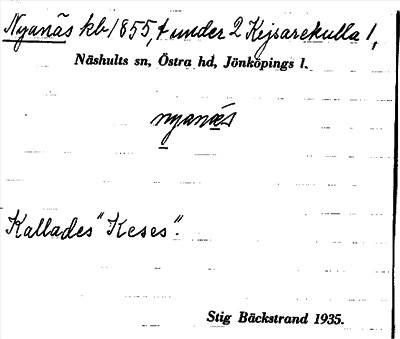 Nyanäs kb/1855, t under 2 Kejsarekulla 1,
Näshults sn, Östra hd, Jönköpings l.
nyanäs
Kallades "Keses".
Stig Bäckstrand 1935.